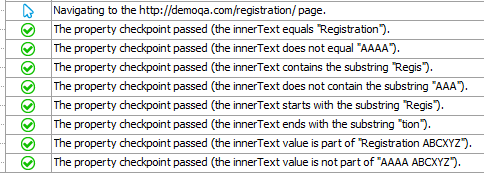 Navigating to the http://demoqa.com/registration/ page.
The property checkpoint passed (the innerText equals "Registration").
The property checkpoint passed (the innerText does not equal "AAAA").
The property checkpoint passed (the innerText contains the substring "Regis").
The property checkpoint passed (the innerText does not contain the substring "AAA").
The property checkpoint passed (the innerText starts with the substring "Regis").
The property checkpoint passed (the innerText ends with the substring "tion").
The property checkpoint passed (the innerText value is part of "Registration ABCXYZ").
The property checkpoint passed (the innerText value is not part of "AAAA ABCXYZ").